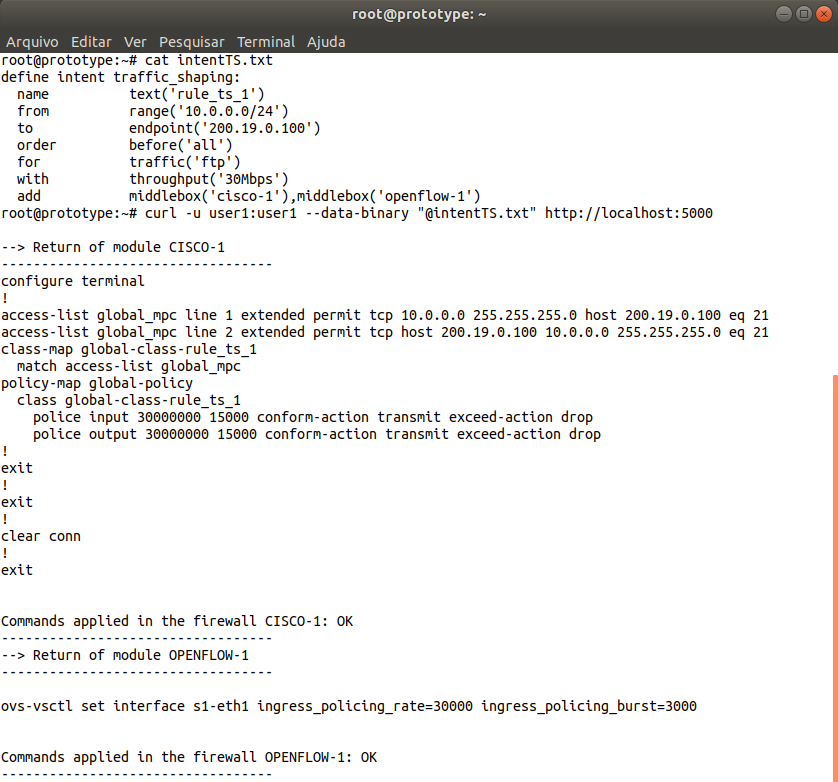 root@prototype: ~
Arquivo Editar Ver Pesquisar Terminal Ajuda
root@prototype:~# cat intentTS.txt
define intent traffic_shaping:
  name          text('rule_ts_1')
  from          range('10.0.0.0/24')
  to            endpoint('200.19.0.100')
  order         before('all')
  for           traffic('ftp')
  with          throughput('30Mbps')
  add           middlebox('cisco-1'),middlebox('openflow-1')
root@prototype:~# curl -u user1:user1 --data-binary "@intentTS.txt" http://localhost:5000
--> Return of module CISCO-1
----------------------------------
configure terminal
!
access-list global_mpc line 1 extended permit tcp 10.0.0.0 255.255.255.0 host 200.19.0.100 eq 21
access-list global_mpc line 2 extended permit tcp host 200.19.0.100 10.0.0.0 255.255.255.0 eq 21
class-map global-class-rule_ts_1
  match access-list global_mpc
policy-map global-policy
  class global-class-rule_ts_1
    police input 30000000 15000 conform-action transmit exceed-action drop
    police output 30000000 15000 conform-action transmit exceed-action drop
!
exit
!
exit
!
clear conn
!
exit
Commands applied in the firewall CISCO-1: OK
----------------------------------
--> Return of module OPENFLOW-1
----------------------------------
ovs-vsctl set interface s1-eth1 ingress_policing_rate=30000 ingress_policing_burst=3000
Commands applied in the firewall OPENFLOW-1: OK
----------------------------------